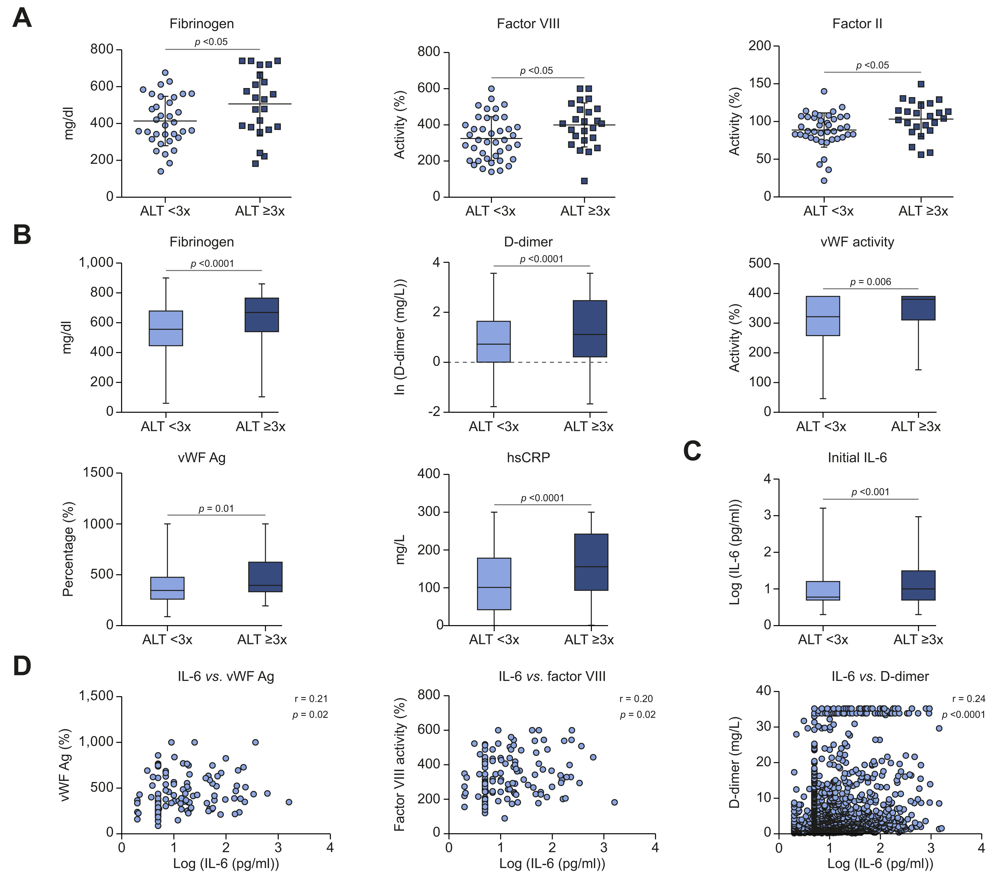 A
Fibrinogen
p <0.05
800
600
400
200
0
mg/dl
ALT <3x
ALT ≥3x
Factor VIII
p <0.05
800
600
400
200
0
Activity (%)
ALT <3x
ALT ≥3x
Factor II
p <0.05
200
150
100
50
0
Activity (%)
ALT <3x
ALT ≥3x
B
Fibrinogen
p <0.0001
1,000
800
600
400
200
0
mg/dl
ALT <3x
ALT ≥3x
D-dimer
p <0.0001
4
2
0
-2
ln (D-dimer (mg/L))
ALT <3x
ALT ≥3x
vWF activity
p = 0.006
500
400
300
200
100
0
Activity (%)
ALT <3x
ALT ≥3x
vWF Ag
p = 0.01
1500
1000
500
0
Percentage (%)
ALT <3x
ALT ≥3x
hsCRP
p <0.0001
400
300
200
100
0
mg/L
ALT <3x
ALT ≥3x
C
Initial IL-6
p <0.001
4
3
2
1
0
Log (IL-6 (pg/ml))
ALT <3x
ALT ≥3x
D
IL-6 vs. vWF Ag
r = 0.21
p = 0.02
1,500
1,000
500
0
vWF Ag (%)
0 1 2 3 4
Log (IL-6 (pg/ml))
IL-6 vs. factor VIII
r = 0.20
p = 0.02
800
600
400
200
0
Factor VIII activity (%)
0 1 2 3 4
Log (IL-6 (pg/ml))
IL-6 vs. D-dimer
r = 0.24
p <0.0001
40
30
20
10
0
D-dimer (mg/L)
0 1 2 3 4
Log (IL-6 (pg/ml))